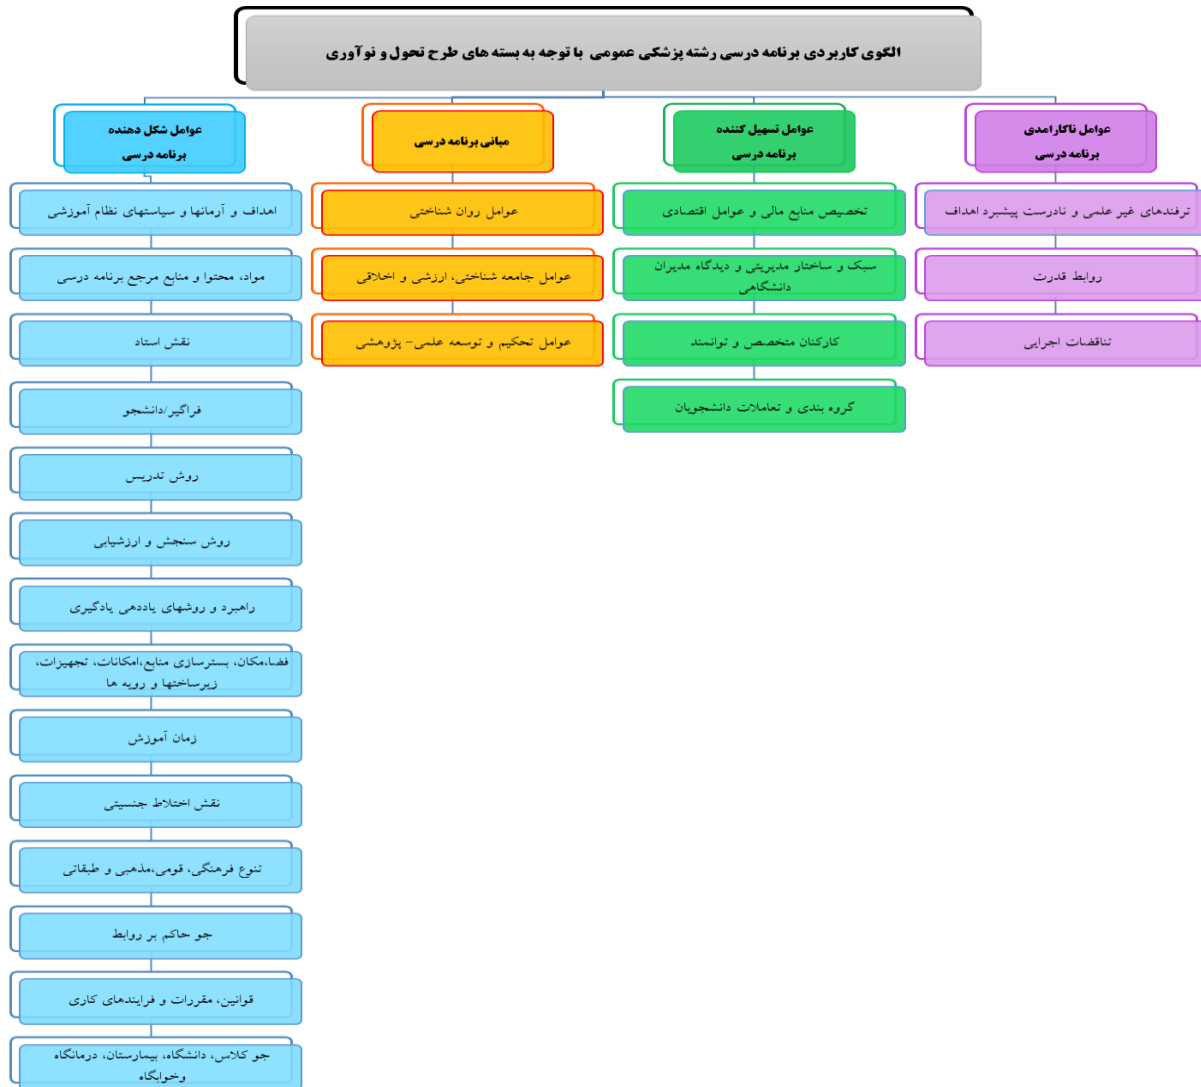 الگوی کاربردی برنامه درسی رشته پزشکی عمومی با توجه به بسته های طرح تحول و نوآوری
عوامل ناکارامدی
برنامه درسی
ترفندهای غیر علمی و نادرست پیشبرد اهداف
روابط قدرت
تناقضات اجرایی
عوامل تسهیل کننده
برنامه درسی
تخصیص منابع مالی و عوامل اقتصادی
سبک و ساختار مدیریتی و دیدگاه مدیران
دانشگاهی
کارکنان متخصص و توانمند
گروه بندی و تعاملات دانشجویان
مبانی برنامه درسی
عوامل روان شناختی
عوامل جامعه شناختی، ارزشی و اخلاقی
عوامل تحکیم و توسعه علمی- پژوهشی
عوامل شکل دهنده
برنامه درسی
اهداف و آرمانها و سیاستهای نظام آموزشی
مواد، محتوا و منابع مرجع برنامه درسی
نقش استاد
فراگیر/دانشجو
روش تدریس
روش سنجش و ارزشیابی
راهبرد و روشهای یاددهی یادگیری
فضا،مکان، بسترسازی منابع،امکانات، تجهیزات،
زیرساختها و رویه ها
زمان آموزش
نقش اختلاط جنسیتی
تنوع فرهنگی، قومی،مذهبی و طبقاتی
جو حاکم بر روابط
قوانین، مقررات و فرایندهای کاری
جو کلاس، دانشگاه، بیمارستان، درمانگاه
وخوابگاه